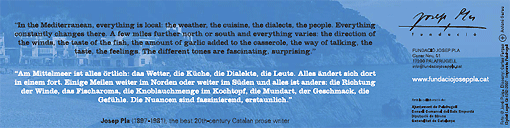 "In the Mediterranean, everything is local: the weather, the cuisine, the dialects, the people. Everything
constantly changes there. A few miles further north or south and everything varies: the direction of
the winds, the taste of the fish, the amount of garlic added to the casserole, the way of talking, the
taste, the feelings. The different tones are fascinating, surprising."
"Am Mittelmeer ist alles örtlich: das Wetter, die Küche, die Dialekte, die Leute. Alles ändert sich dort
in einem fort. Einige Meilen weiter im Norden oder weiter im Süden und alles ist anders: die Richtung
der Winde, das Fischaroma, die Knoblauchmenge im Kochtopf, die Mundart, der Geschmack, die
Gefühle. Die Nuancen sind faszinierend, erstaunlich."
Josep Pla (1897-1981), the best 20th-century Catalan prose writer
Josep Pla
fundació
FUNDACIÓ JOSEP PLA
Carrer Nou, 51
17200 PALAFRUGELL
www.fundaciojoseppla.cat
Ajuntament de Palafrugell
Diputació de Girona
Generalitat de Catalunya